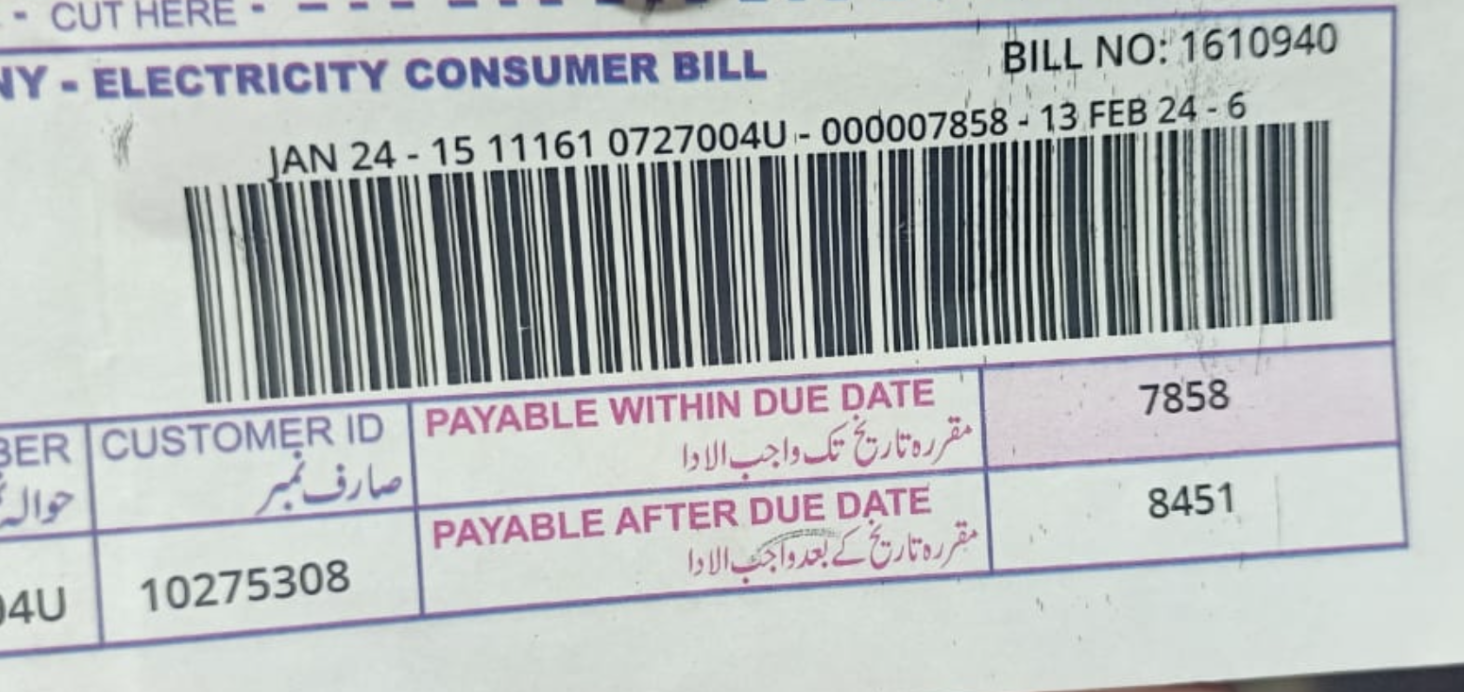 - CUT HERE -
NY - ELECTRICITY CONSUMER BILL
BILL NO: 1610940
JAN 24 - 15 11161 0727004U - 000007858 - 13 FEB 24 - 6
BER
CUSTOMER ID
PAYABLE WITHIN DUE DATE
7858
حوالہ
صارف نمبر
مقررہ تاریخ تک واجب الادا
04U
10275308
PAYABLE AFTER DUE DATE
8451
مقررہ تاریخ کے بعد واجب الادا